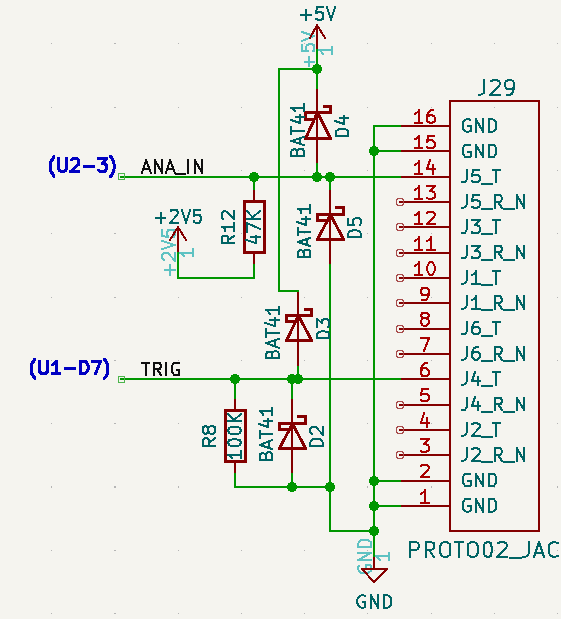 +5V
+5V
1
J29
BAT41
D4
16
GND
15
GND
(U2-3)
ANA_IN
14
J5_T
13
J5_R_N
+2V5
+2V5
1
R12
47K
BAT41
D5
12
J3_T
11
J3_R_N
10
J1_T
9
J1_R_N
BAT41
D3
8
J6_T
7
J6_R_N
(U1-D7)
TRIG
6
J4_T
5
J4_R_N
R8
100K
BAT41
D2
4
J2_T
3
J2_R_N
2
GND
1
GND
GND
1
PROTO02_JAC
GND